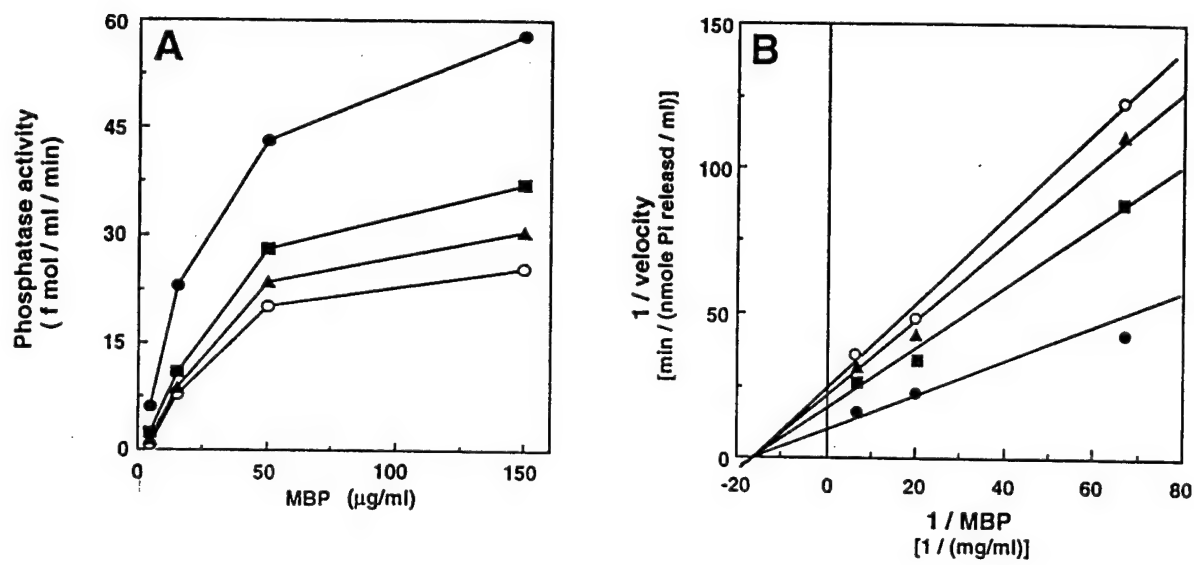 A
60
45
30
15
0
Phosphatase activity
( f mol / ml / min)
0
50
100
150
MBP (μg/ml)
B
150
100
50
0
1 / velocity
[min / (nmole Pi releasd / ml)]
-20
0
20
40
60
80
1 / MBP
[1 / (mg/ml)]